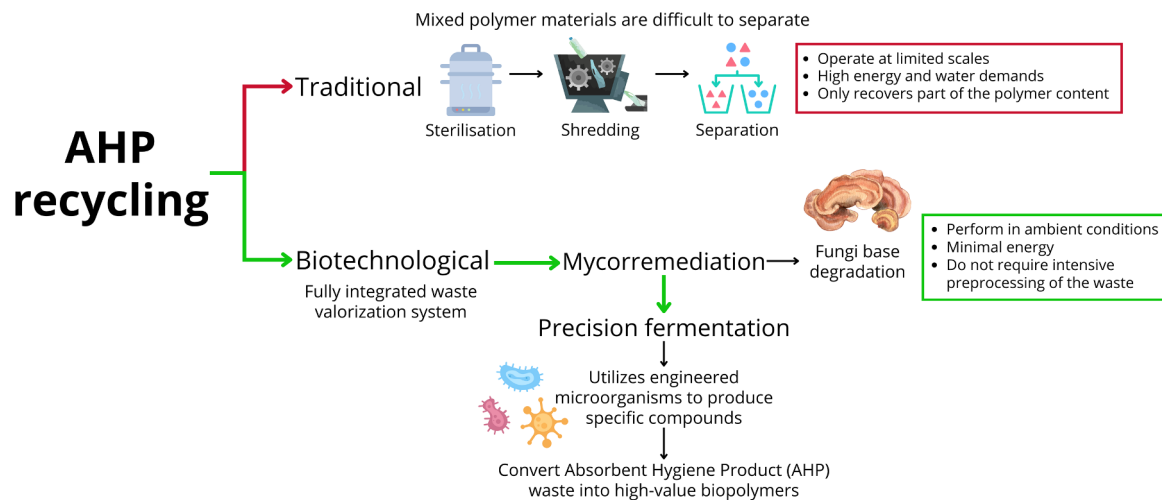 Mixed polymer materials are difficult to separate
AHP
recycling
Traditional
Sterilisation
Shredding
Separation
• Operate at limited scales
• High energy and water demands
• Only recovers part of the polymer content
Biotechnological
Fully integrated waste
valorization system
Mycorremediation
Fungi base
degradation
• Perform in ambient conditions
• Minimal energy
• Do not require intensive
preprocessing of the waste
Precision fermentation
Utilizes engineered
microorganisms to produce
specific compounds
Convert Absorbent Hygiene Product (AHP)
waste into high-value biopolymers